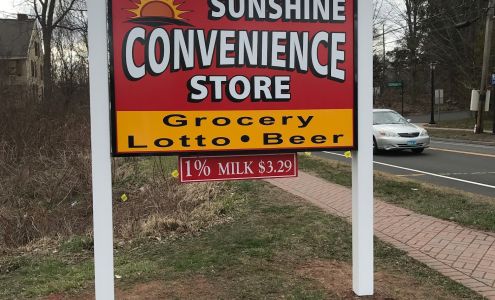 SUNSHINE
CONVENIENCE
STORE
Grocery
Lotto • Beer
1% MILK $3.29